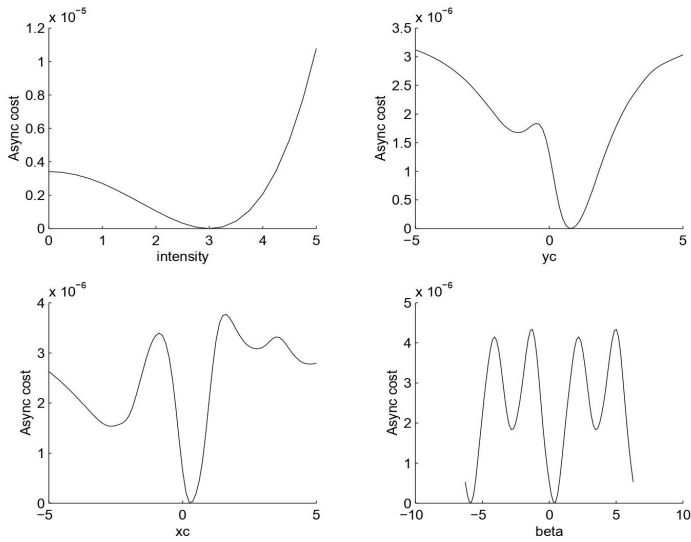 x 10⁻⁵
1.2
1
0.8
0.6
0.4
0.2
0
Async cost
0 1 2 3 4 5
intensity
x 10⁻⁶
3.5
3
2.5
2
1.5
1
0.5
0
Async cost
−5 0 5
yc
x 10⁻⁶
4
3
2
1
0
Async cost
−5 0 5
xc
x 10⁻⁶
5
4
3
2
1
0
Async cost
−10 −5 0 5 10
beta